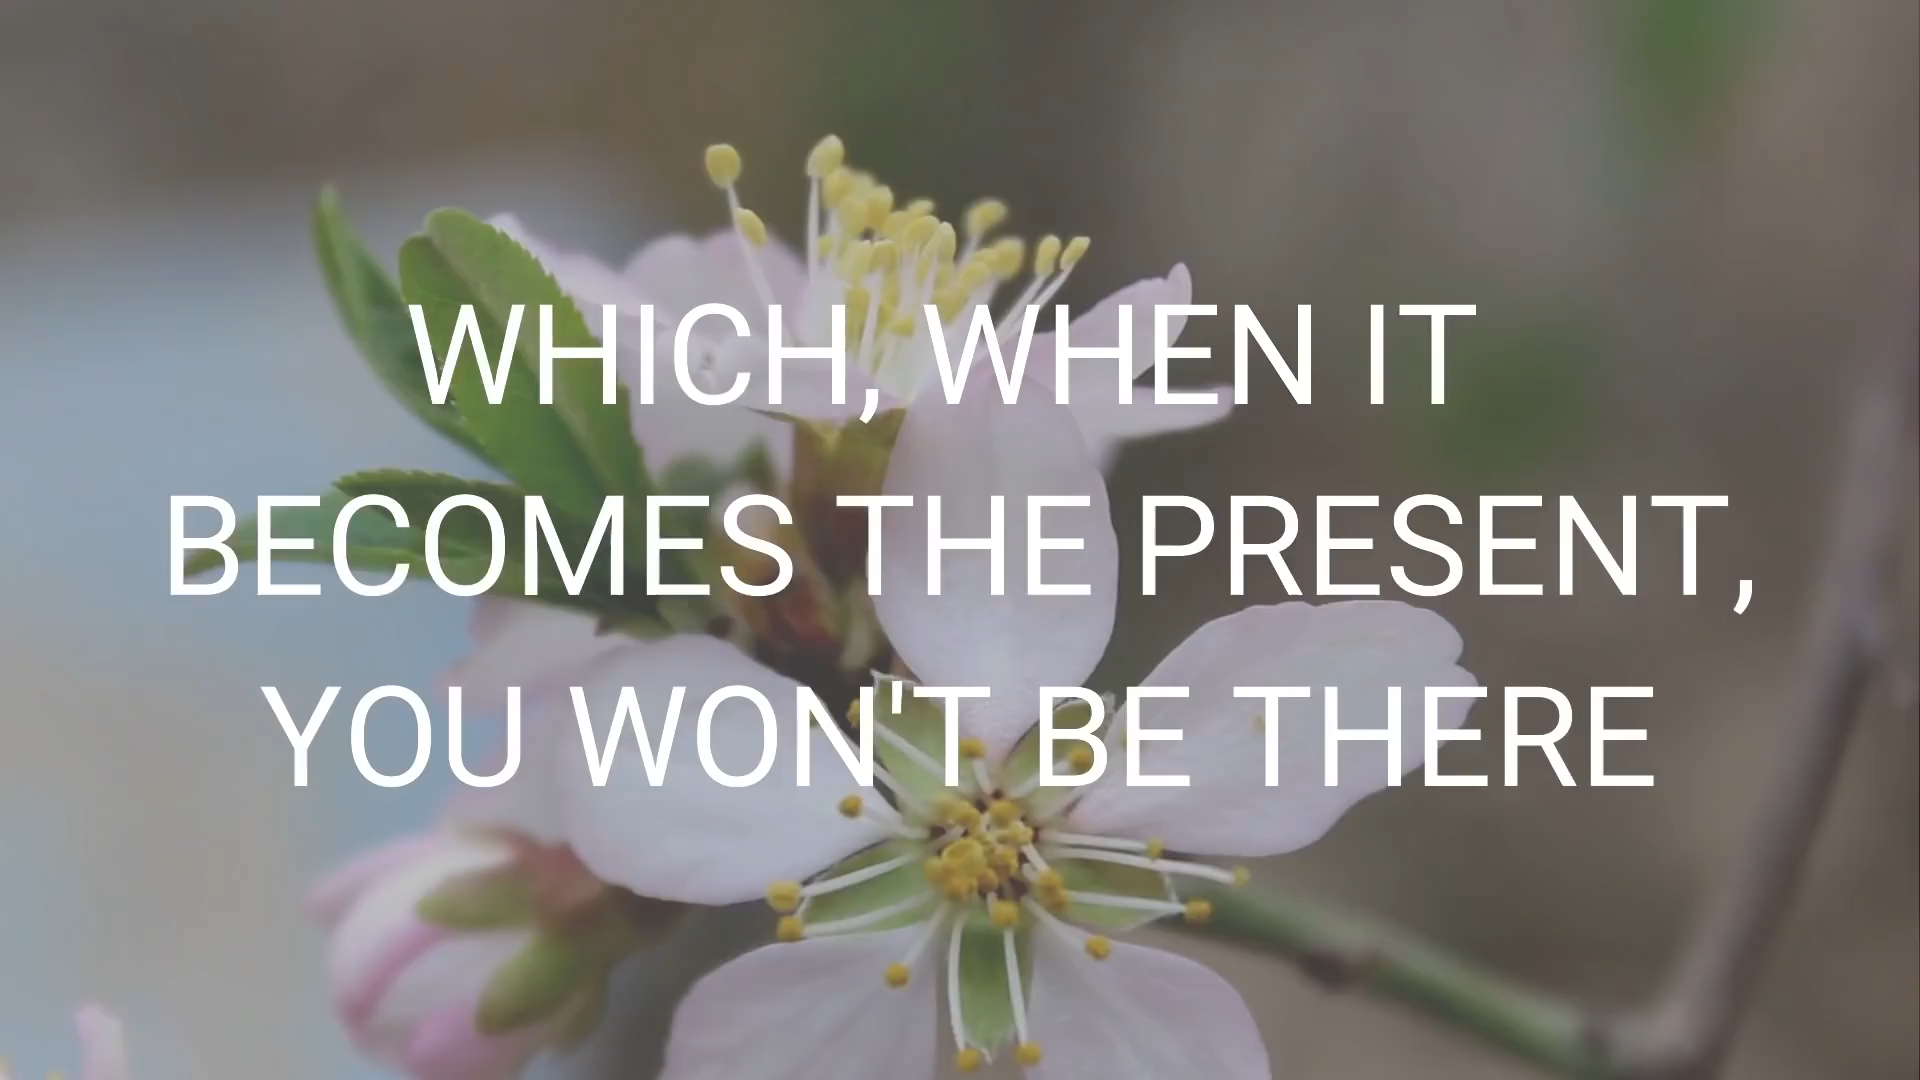 WHICH, WHEN IT
BECOMES THE PRESENT,
YOU WON'T BE THERE